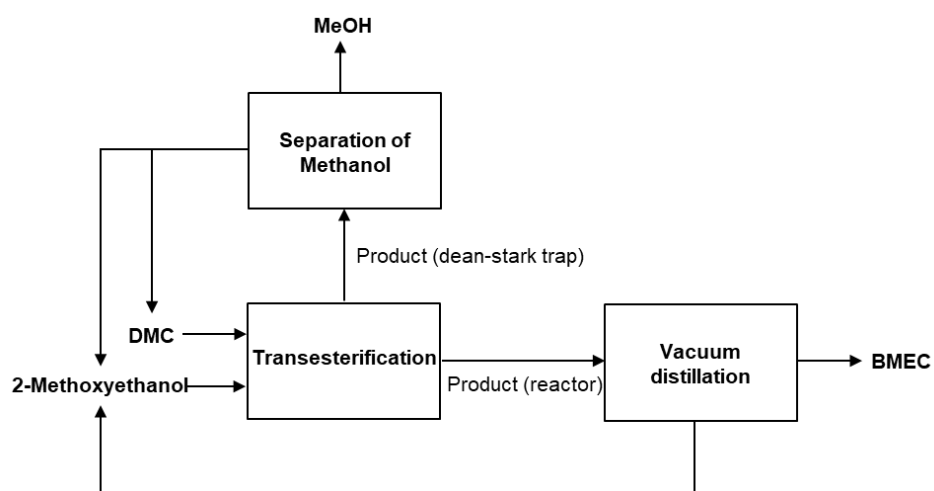 MeOH
Separation of
Methanol
Product (dean-stark trap)
DMC
Transesterification
2-Methoxyethanol
Product (reactor)
Vacuum
distillation
BMEC